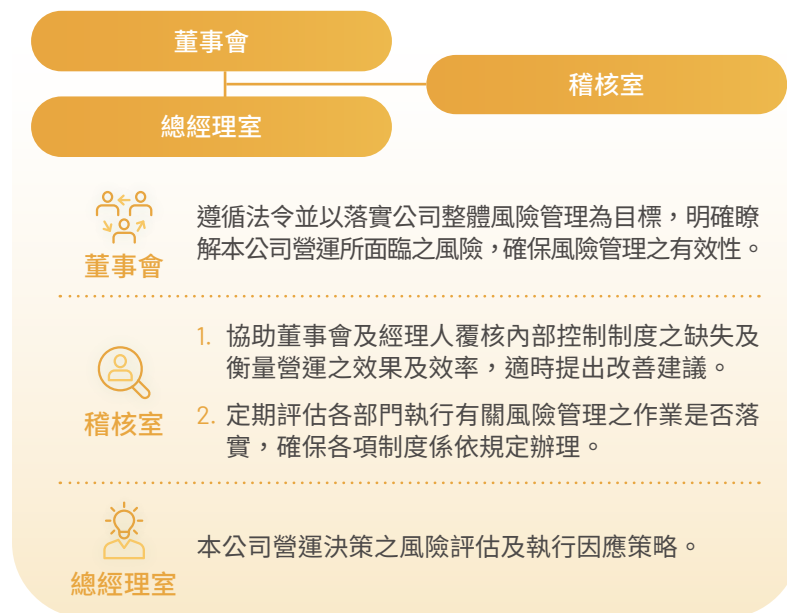 董事會
稽核室
總經理室
董事會
遵循法令並以落實公司整體風險管理為目標，明確瞭
解本公司營運所面臨之風險，確保風險管理之有效性。
稽核室
1. 協助董事會及經理人覆核內部控制制度之缺失及
衡量營運之效果及效率，適時提出改善建議。
2. 定期評估各部門執行有關風險管理之作業是否落
實，確保各項制度係依規定辦理。
總經理室
本公司營運決策之風險評估及執行因應策略。